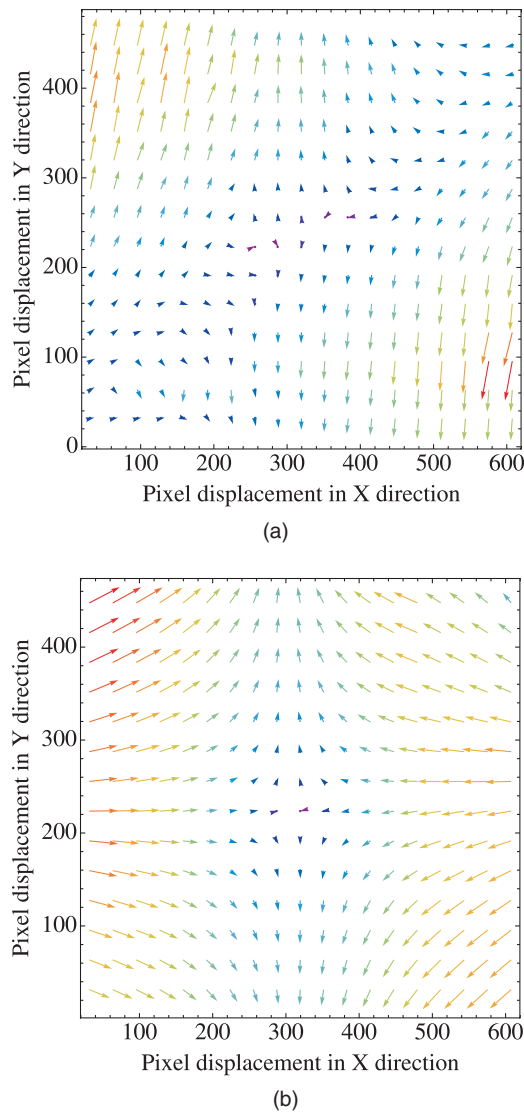 Pixel displacement in Y direction
400
300
200
100
0
100 200 300 400 500 600
Pixel displacement in X direction
(a)
Pixel displacement in Y direction
400
300
200
100
100 200 300 400 500 600
Pixel displacement in X direction
(b)